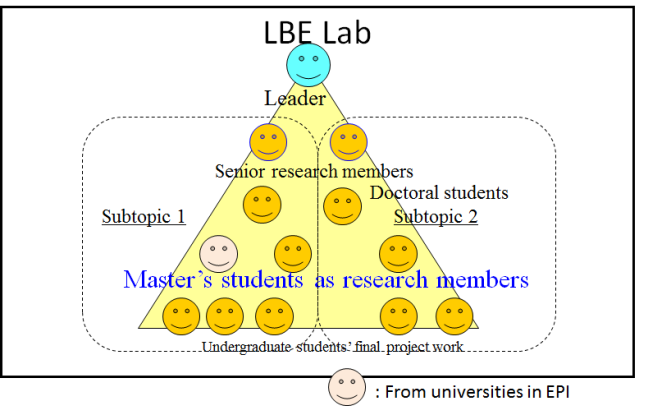 LBE Lab
Leader
Senior research members
Doctoral students
Subtopic 1
Subtopic 2
Master's students as research members
Undergraduate students' final project work
: From universities in EPI